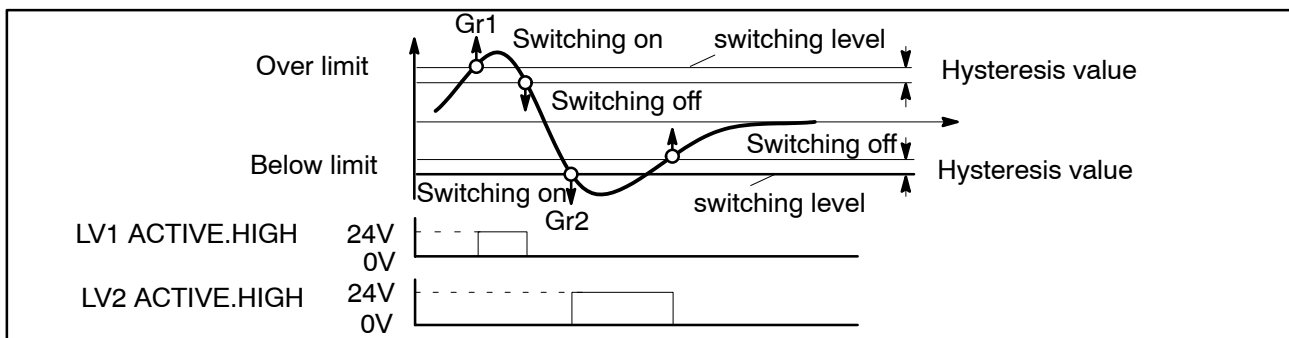 Gr1
Switching on
switching level
Over limit
Hysteresis value
Switching off
Switching off
Below limit
Hysteresis value
Switching on
switching level
Gr2
LV1 ACTIVE.HIGH
24V
0V
LV2 ACTIVE.HIGH
24V
0V